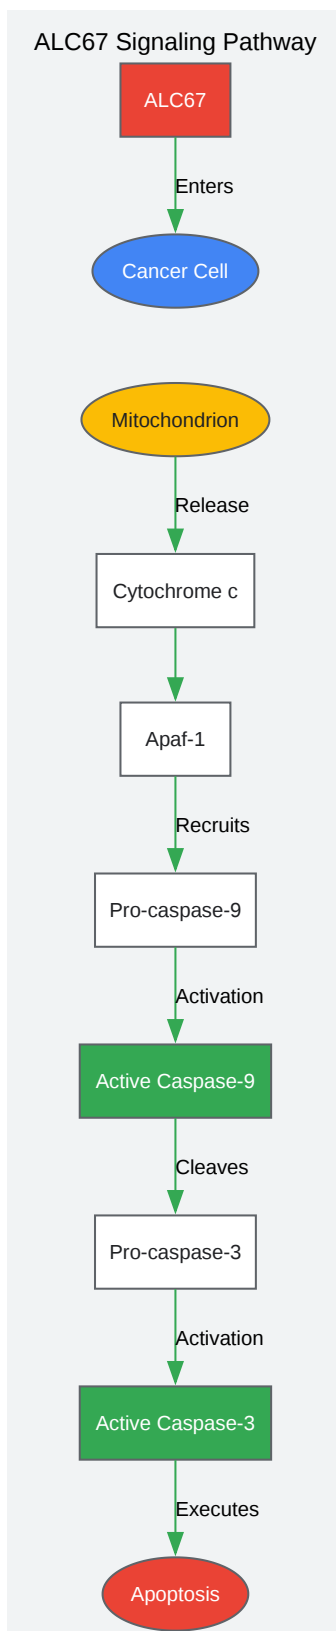 ALC67 Signaling Pathway
ALC67
Enters
Cancer Cell
Mitochondrion
Release
Cytochrome c
Apaf-1
Recruits
Pro-caspase-9
Activation
Active Caspase-9
Cleaves
Pro-caspase-3
Activation
Active Caspase-3
Executes
Apoptosis